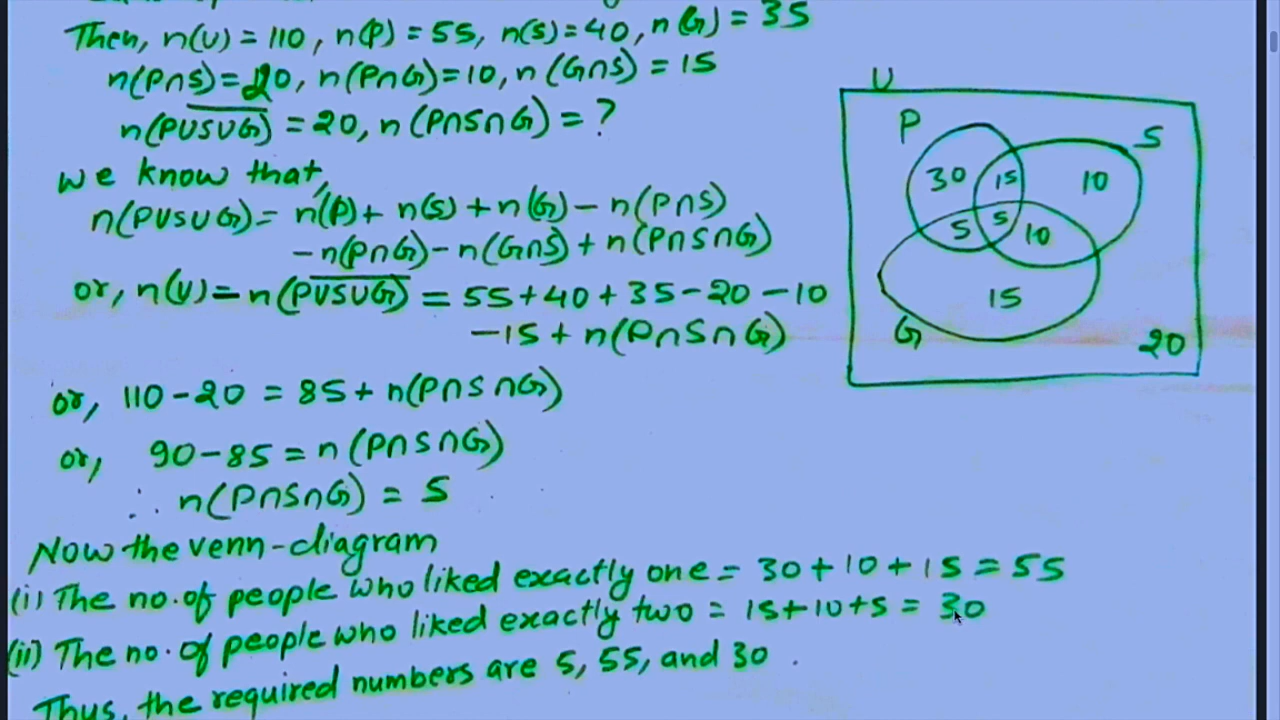 Then, n(U) = 110, n(P) = 55, n(S) = 40, n(G) = 35
n(P∩S) = 20, n(P∩G) = 10, n(G∩S) = 15
n(P̅U̅S̅U̅G̅) = 20, n(P∩S∩G) = ?
we know that,
n(PUSUG) = n(P) + n(S) + n(G) - n(P∩S)
- n(P∩G) - n(G∩S) + n(P∩S∩G)
or, n(U) - n(P̅U̅S̅U̅G̅) = 55 + 40 + 35 - 20 - 10
- 15 + n(P∩S∩G)
or, 110 - 20 = 85 + n(P∩S∩G)
or, 90 - 85 = n(P∩S∩G)
∴ n(P∩S∩G) = 5
Now the venn-diagram
(i) The no. of people who liked exactly one = 30 + 10 + 15 = 55
(ii) The no. of people who liked exactly two = 15 + 10 + 5 = 30
Thus, the required numbers are 5, 55, and 30.
U
P
S
30 15 10
5 5 10
15
G
20